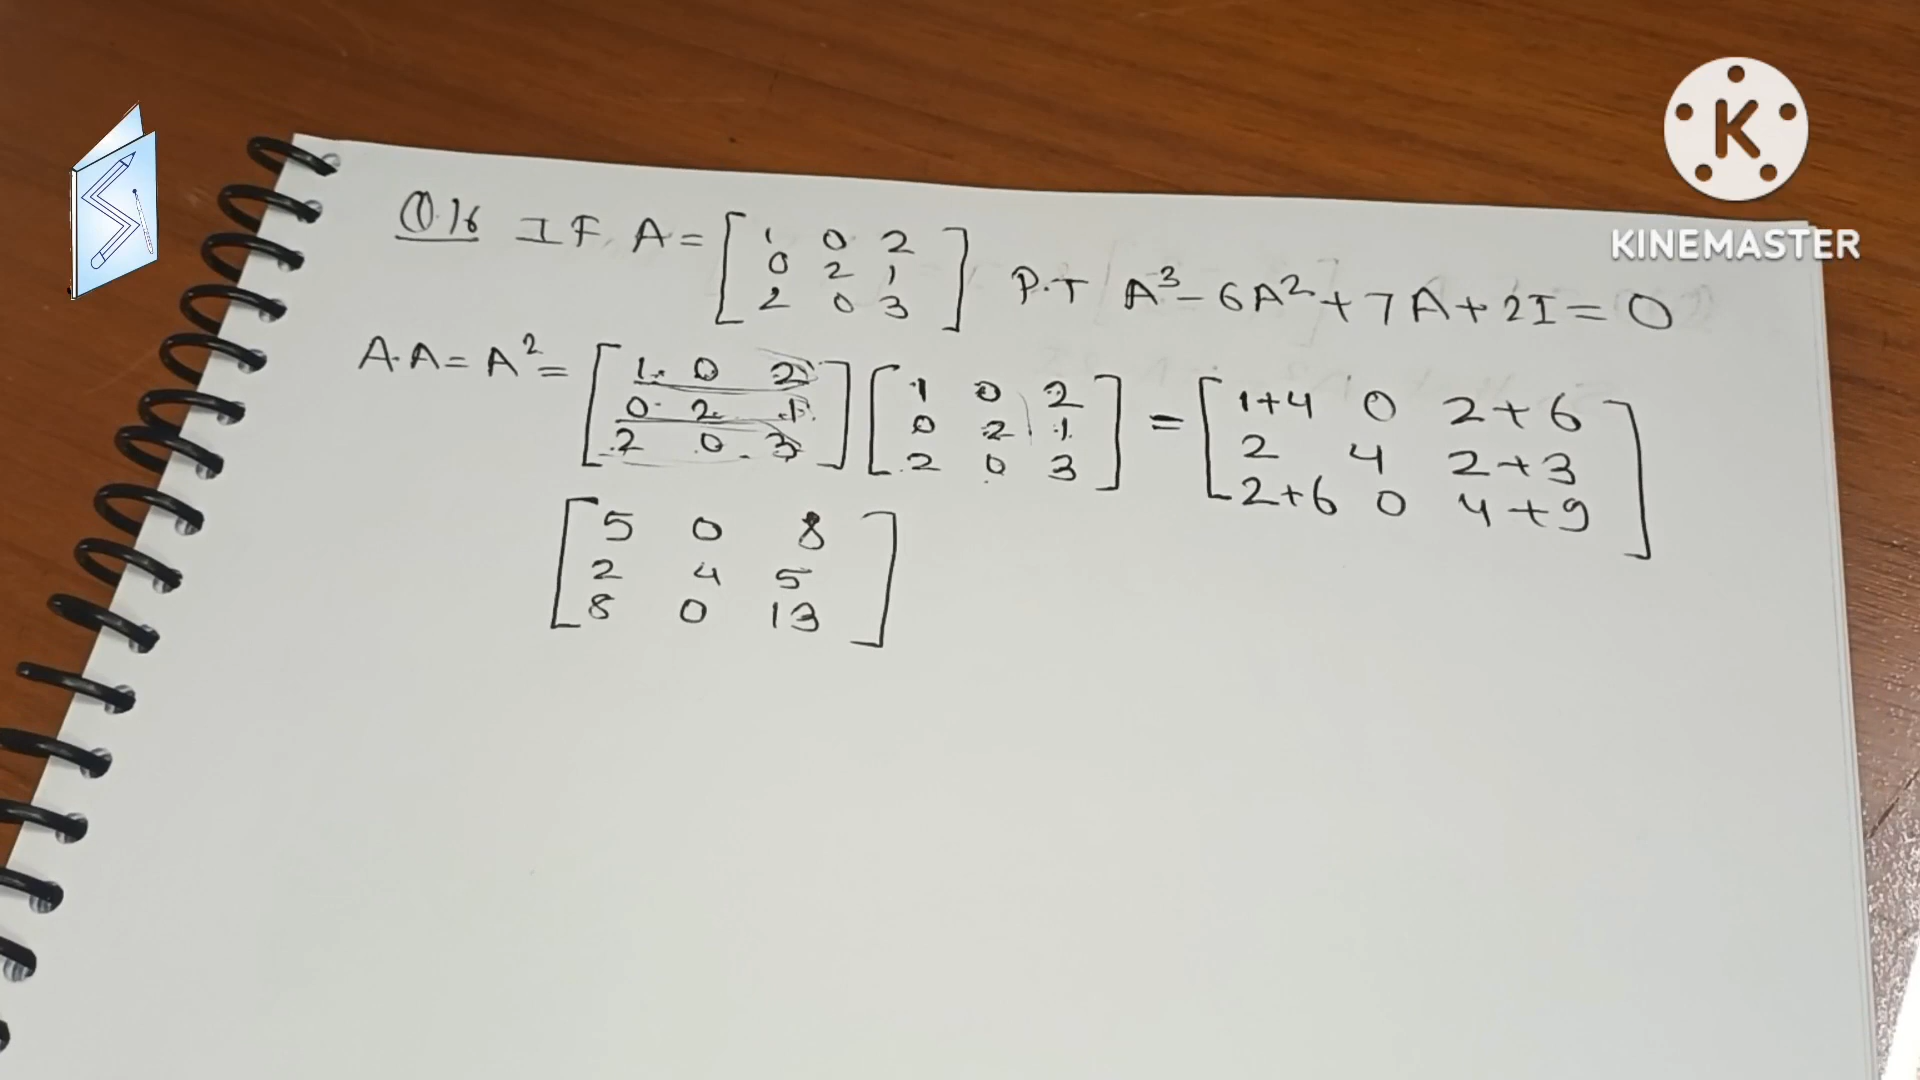 Q.16 IF A = [ 1 0 2 ] P.T A³ - 6A² + 7A + 2I = 0
0 2 1
2 0 3
A.A = A² = [ 1 0 2 ] [ 1 0 2 ] = [ 1+4 0 2+6 ]
0 2 1 0 2 1 2 4 2+3
2 0 3 2 0 3 2+6 0 4+9
[ 5 0 8 ]
2 4 5
8 0 13
K
KINEMASTER